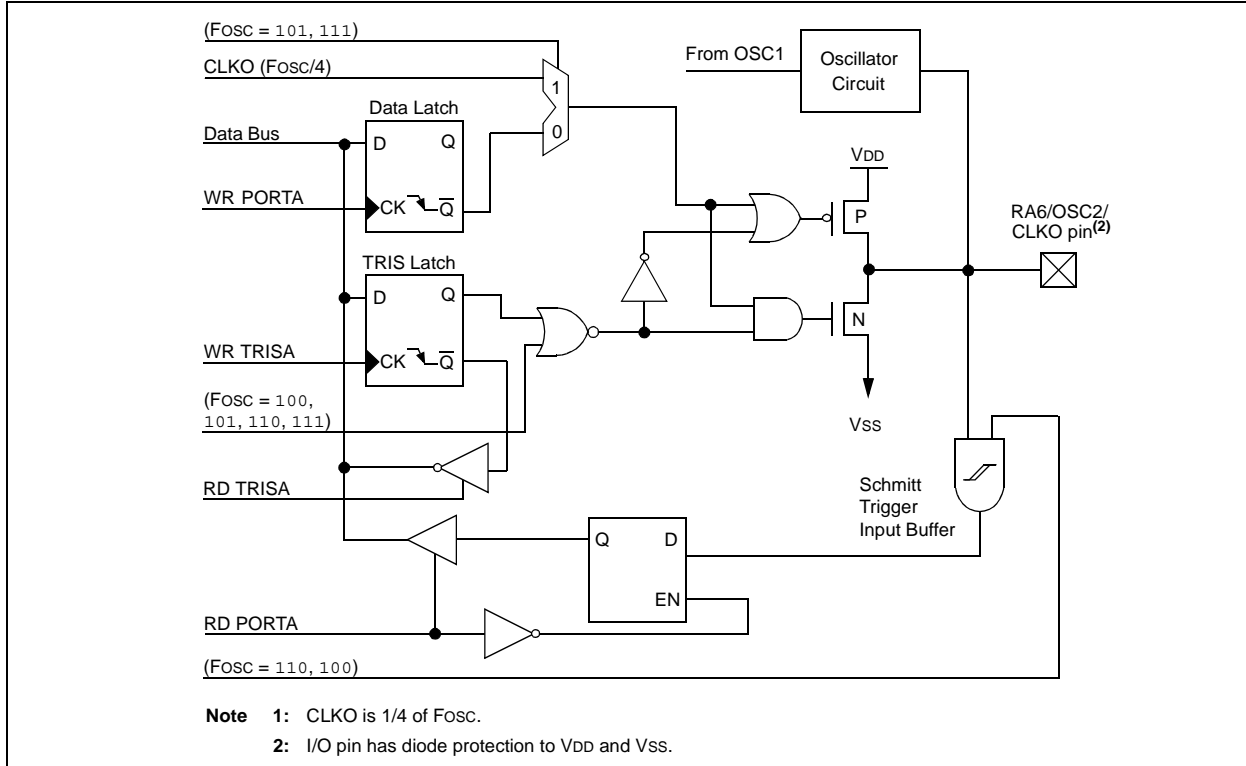 (FOSC = 101, 111)
CLKO (FOSC/4)
From OSC1
Oscillator
Circuit
1
0
Data Latch
Data Bus
D
Q
WR PORTA
CK
Q
VDD
P
RA6/OSC2/
CLKO pin(2)
TRIS Latch
D
Q
N
WR TRISA
CK
Q
(FOSC = 100,
101, 110, 111)
VSS
RD TRISA
Schmitt
Trigger
Input Buffer
Q
D
EN
RD PORTA
(FOSC = 110, 100)
Note 1: CLKO is 1/4 of FOSC.
2: I/O pin has diode protection to VDD and VSS.